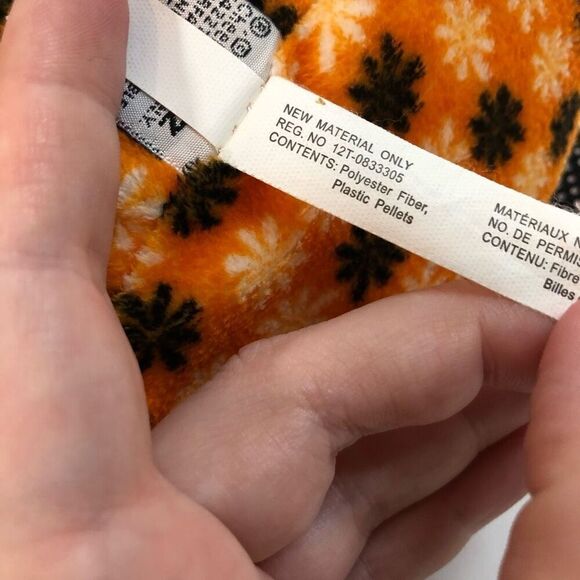 NEW MATERIAL ONLY
REG. NO 12T-0833305
CONTENTS: Polyester Fiber,
Plastic Pellets
MATÉRIAUX
NO. DE PERMIS
CONTENU: Fibre
Billes